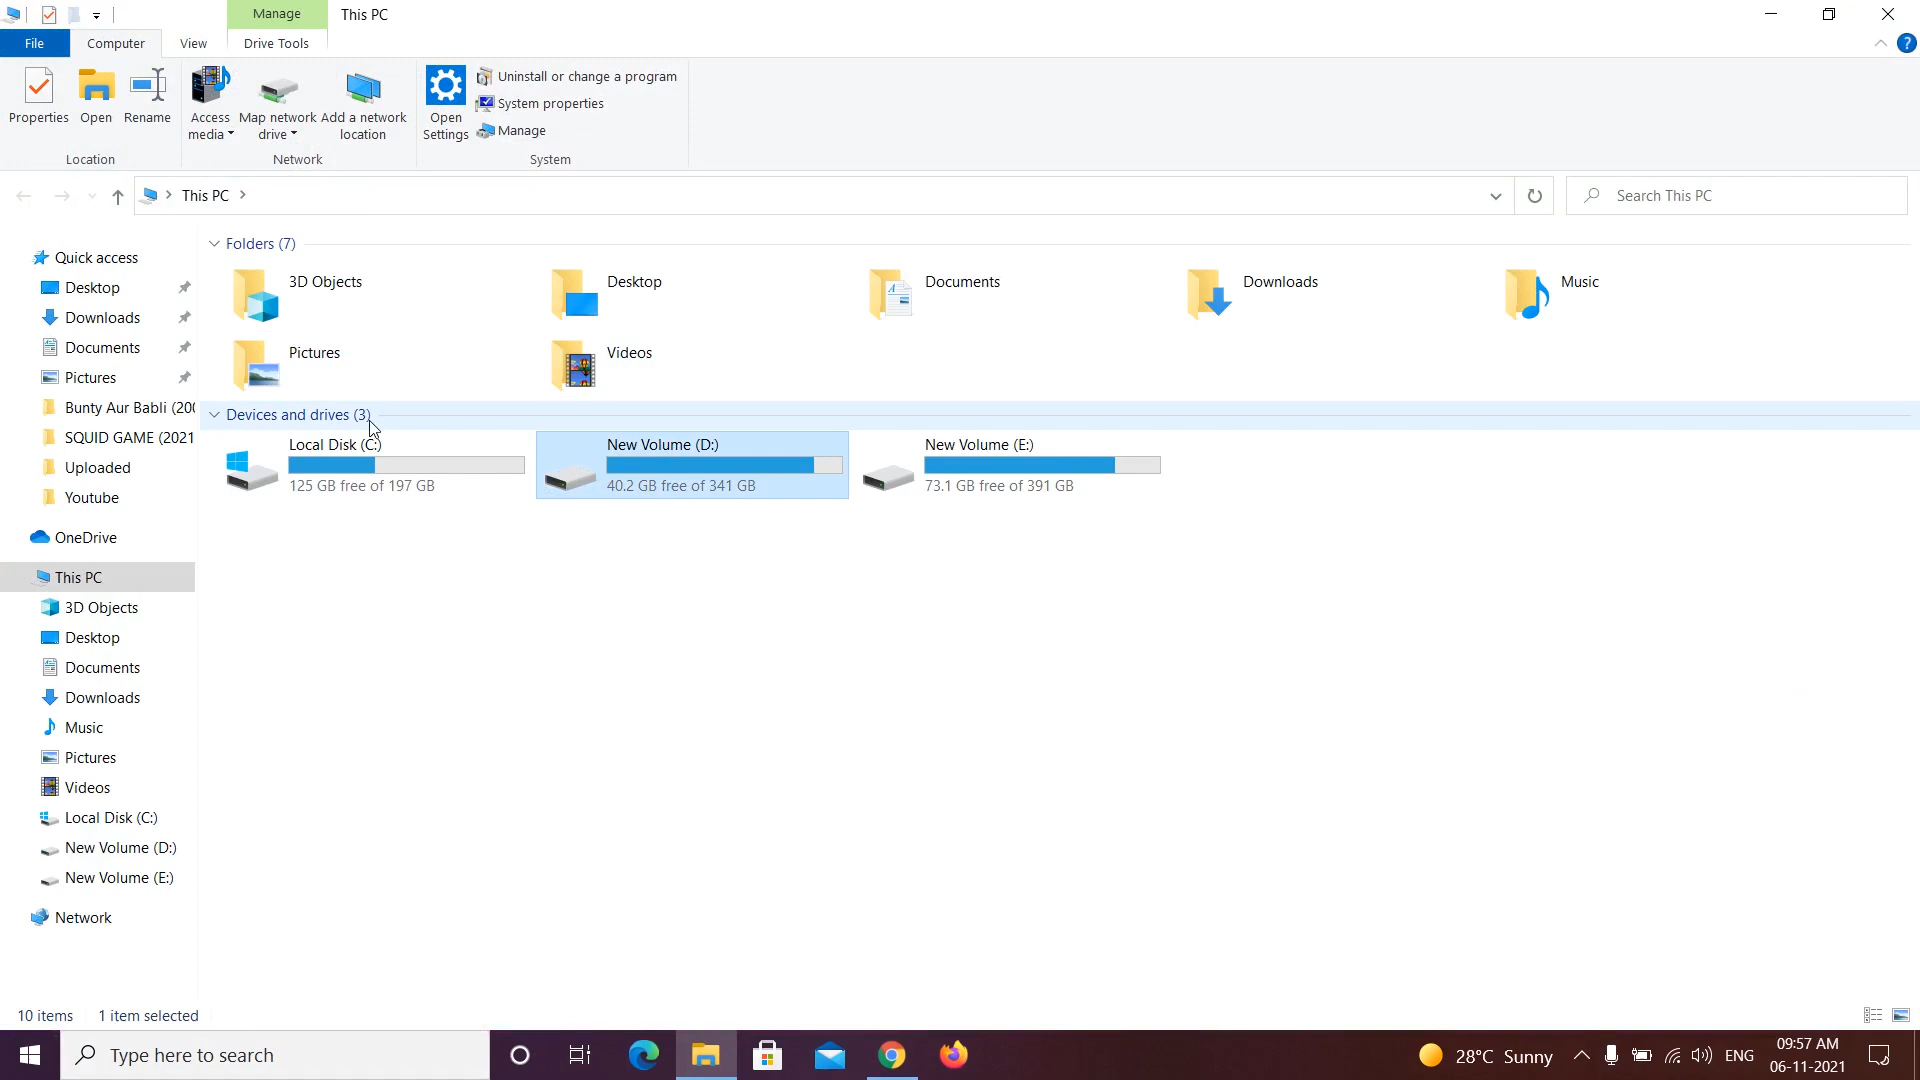 Manage
This PC
File
Computer
View
Drive Tools
Properties
Open
Rename
Access media
Map network drive
Add a network location
Open Settings
Uninstall or change a program
System properties
Manage
Location
Network
System
This PC
Search This PC
Quick access
Desktop
Downloads
Documents
Pictures
Bunty Aur Babli (200
SQUID GAME (2021
Uploaded
Youtube
OneDrive
This PC
3D Objects
Desktop
Documents
Downloads
Music
Pictures
Videos
Local Disk (C:)
New Volume (D:)
New Volume (E:)
Network
Folders (7)
3D Objects
Desktop
Documents
Downloads
Music
Pictures
Videos
Devices and drives (3)
Local Disk (C:)
125 GB free of 197 GB
New Volume (D:)
40.2 GB free of 341 GB
New Volume (E:)
73.1 GB free of 391 GB
10 items
1 item selected
Type here to search
28°C Sunny
ENG
09:57 AM
06-11-2021